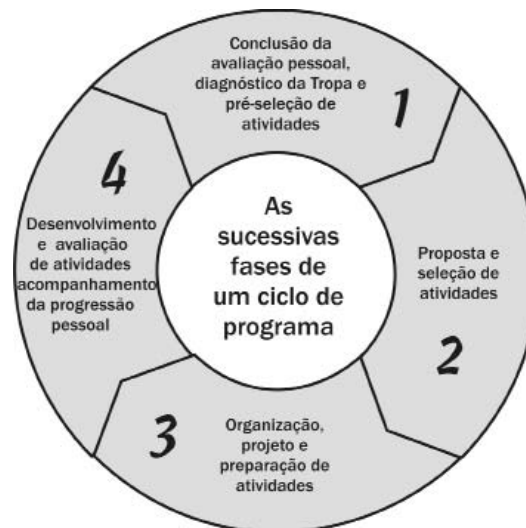 Conclusão da
avaliação pessoal,
diagnóstico da Tropa e
pré-seleção de
atividades
1
Proposta e
seleção de
atividades
2
Organização,
projeto e
preparação de
atividades
3
4
Desenvolvimento
e avaliação
de atividades
acompanhamento
da progressão
pessoal
As
sucessivas
fases de
um ciclo de
programa